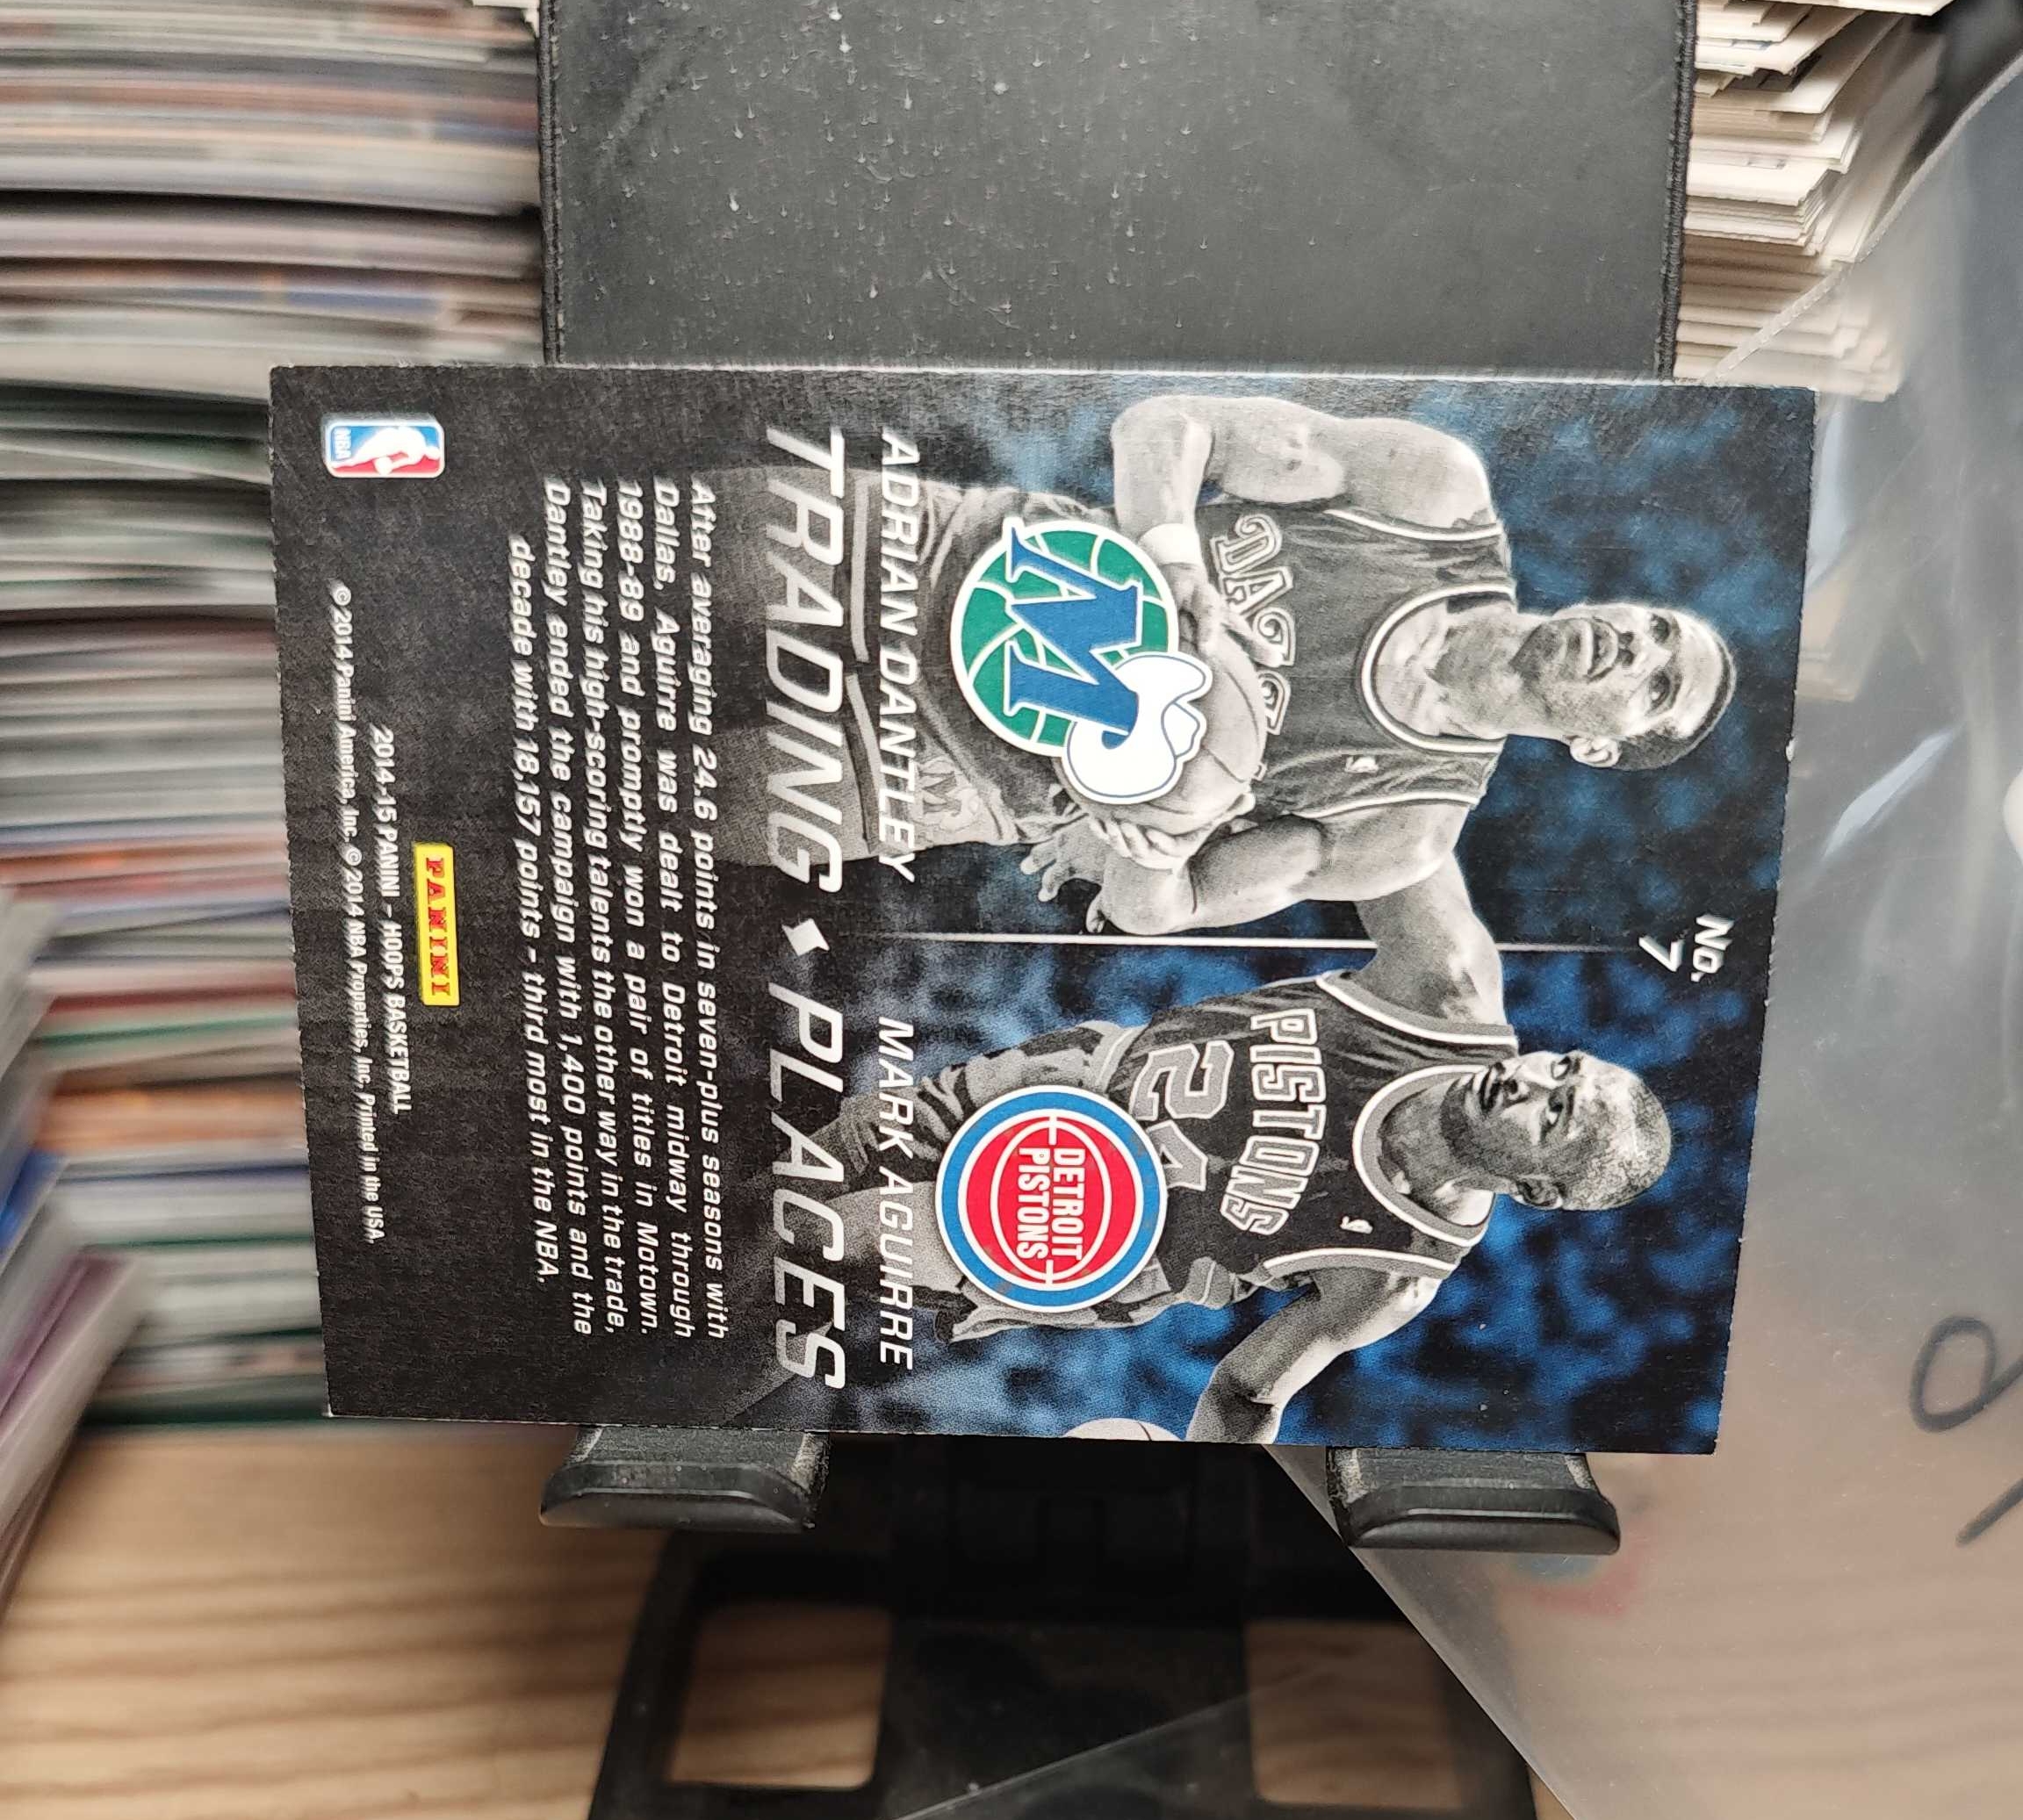 No.
7
DALLAS
PISTONS
24
M
DETROIT
PISTONS
ADRIAN DANTLEY
MARK AGUIRRE
TRADING ♦ PLACES
After averaging 24.6 points in seven-plus seasons with
Dallas, Aguirre was dealt to Detroit midway through
1988-89 and promptly won a pair of titles in Motown.
Taking his high-scoring talents the other way in the trade,
Dantley ended the campaign with 1,400 points and the
decade with 18,157 points - third most in the NBA.
PANINI
NBA
2014-15 PANINI - HOOPS BASKETBALL
©2014 Panini America, Inc. © 2014 NBA Properties, Inc. Printed in the USA.